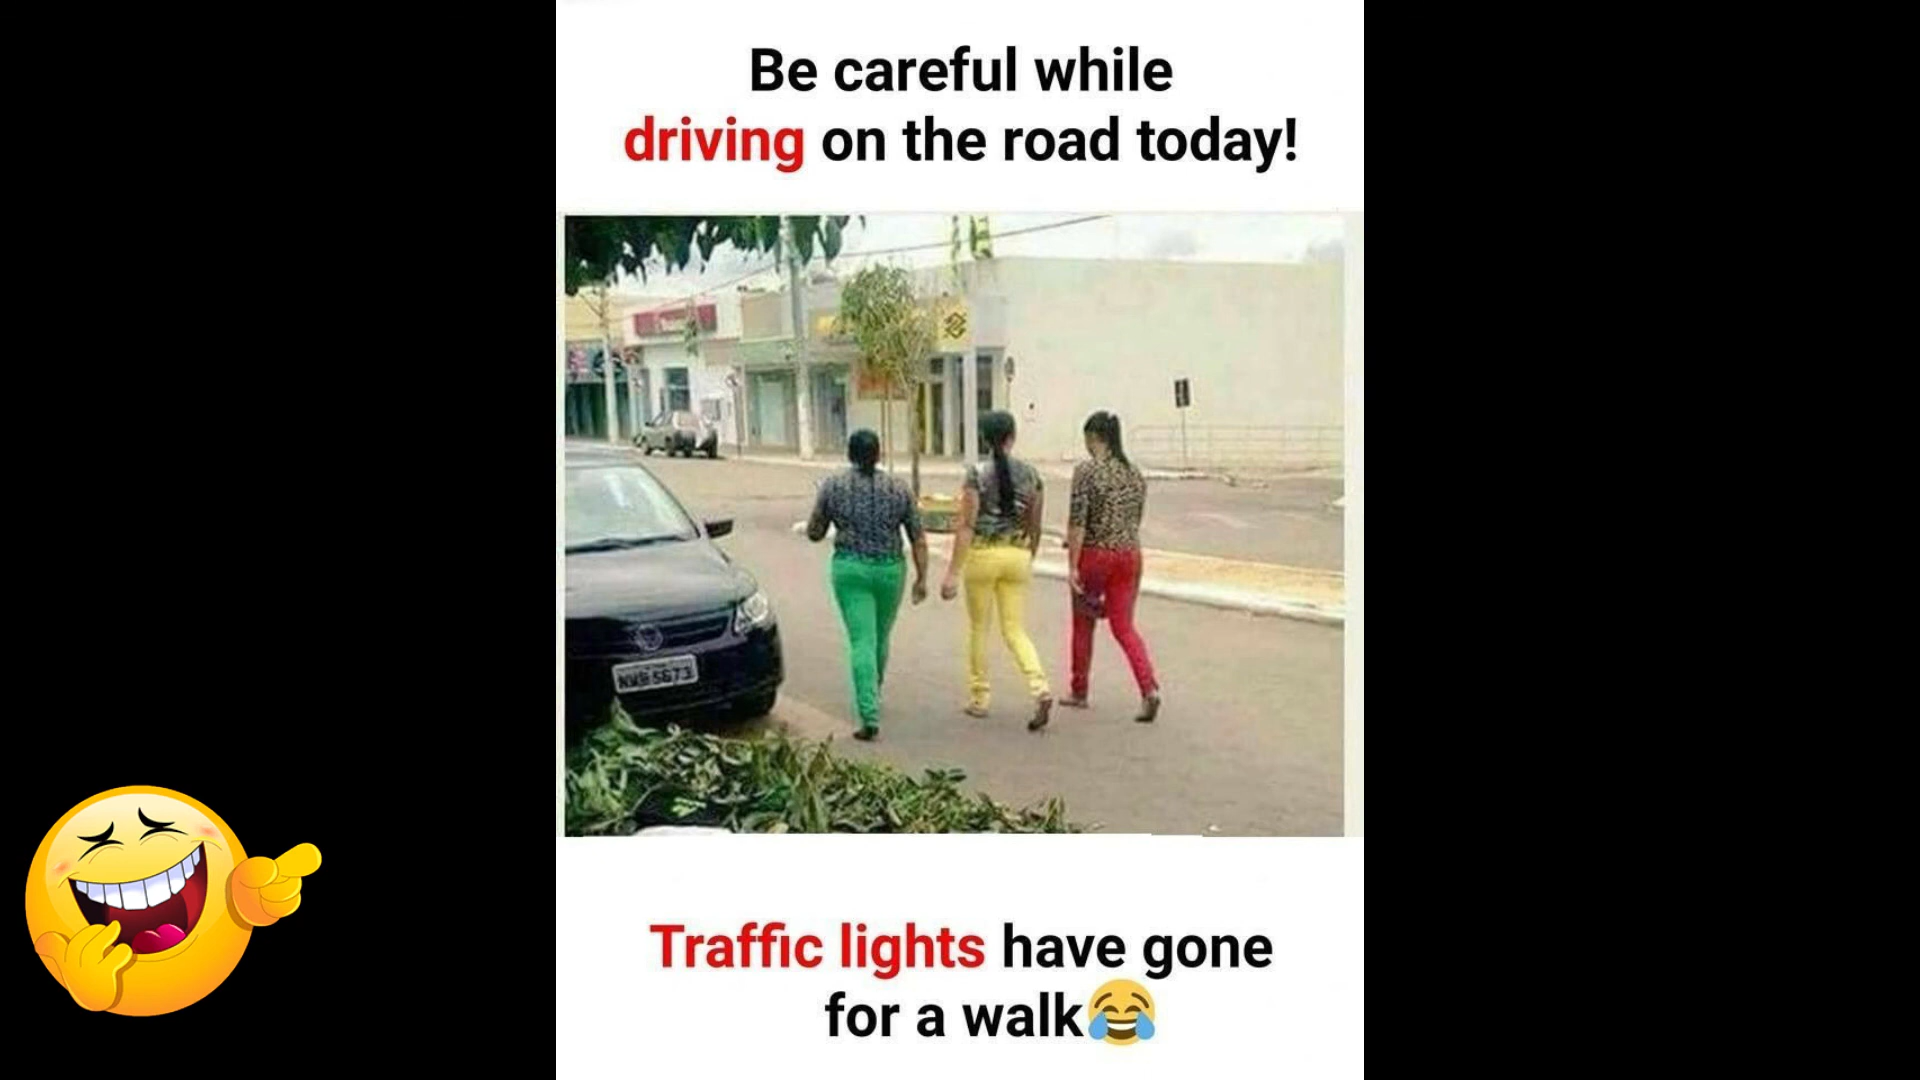 Be careful while
driving on the road today!
Traffic lights have gone
for a walk😂